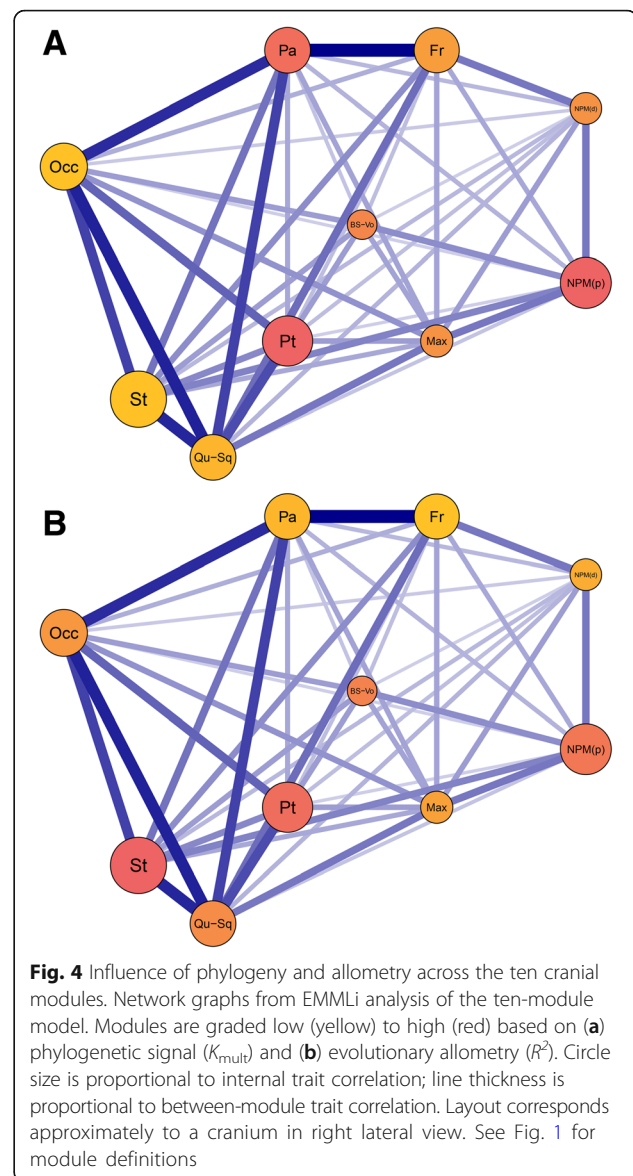 A
Pa
Fr
NPM(d)
Occ
BS-Vo
NPM(p)
Pt
Max
St
Qu-Sq
B
Pa
Fr
NPM(d)
Occ
BS-Vo
NPM(p)
Pt
Max
St
Qu-Sq
Fig. 4 Influence of phylogeny and allometry across the ten cranial
modules. Network graphs from EMMLi analysis of the ten-module
model. Modules are graded low (yellow) to high (red) based on (a)
phylogenetic signal (Kmult) and (b) evolutionary allometry (R²). Circle
size is proportional to internal trait correlation; line thickness is
proportional to between-module trait correlation. Layout corresponds
approximately to a cranium in right lateral view. See Fig. 1 for
module definitions